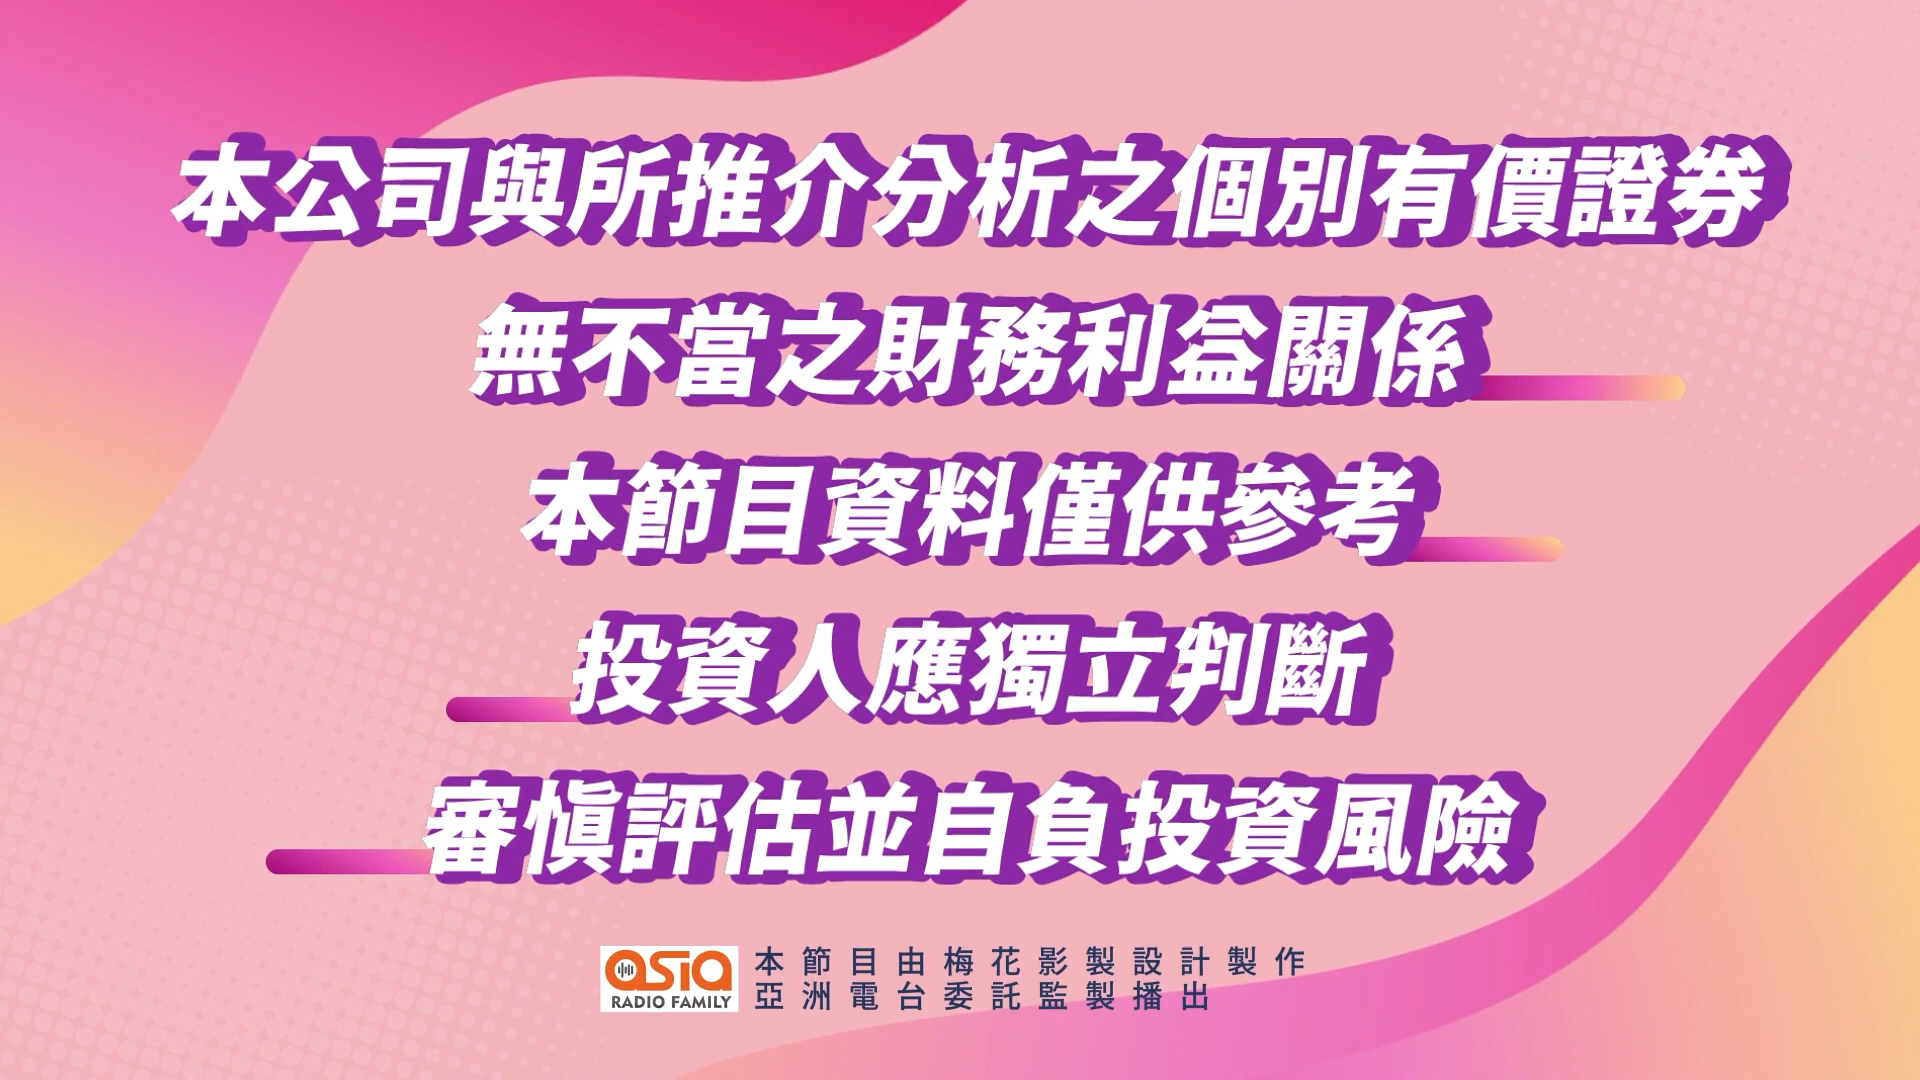 本公司與所推介分析之個別有價證券
無不當之財務利益關係
本節目資料僅供參考
投資人應獨立判斷
審慎評估並自負投資風險
asia
RADIO FAMILY
本節目由梅花影製設計製作
亞洲電台委託監製播出